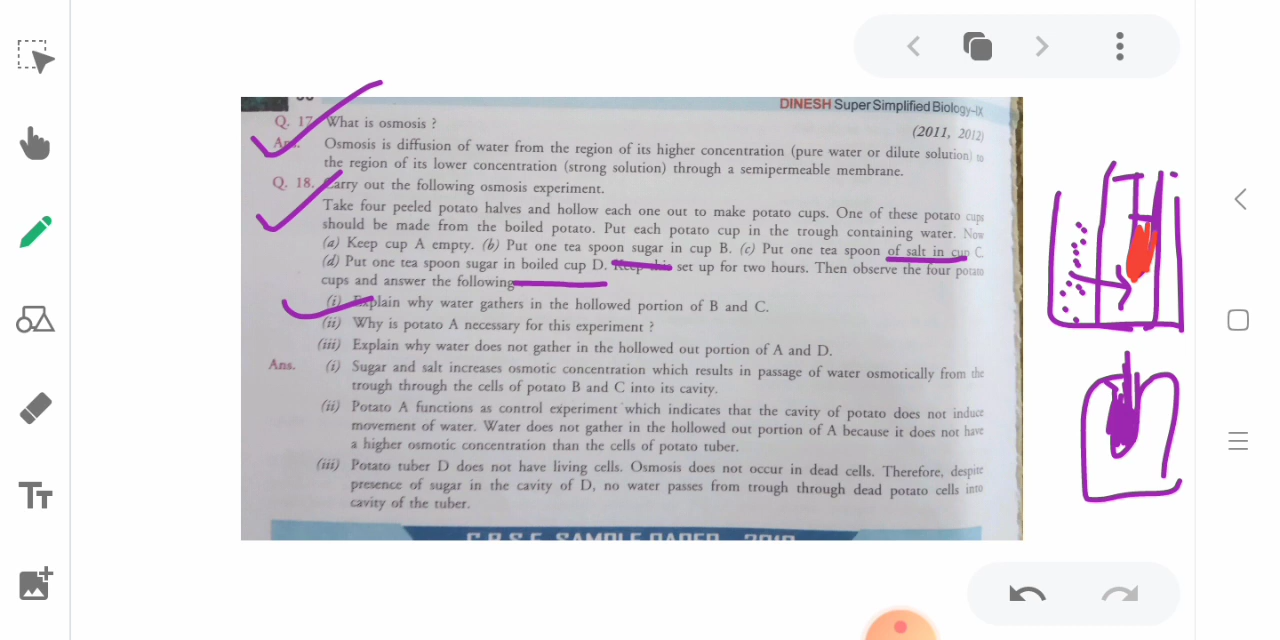 DINESH Super Simplified Biology-IX
Q. 17. What is osmosis ?
(2011, 2012)
Ans. Osmosis is diffusion of water from the region of its higher concentration (pure water or dilute solution) to
the region of its lower concentration (strong solution) through a semipermeable membrane.
Q. 18. Carry out the following osmosis experiment.
Take four peeled potato halves and hollow each one out to make potato cups. One of these potato cups
should be made from the boiled potato. Put each potato cup in the trough containing water. Now
(a) Keep cup A empty. (b) Put one tea spoon sugar in cup B. (c) Put one tea spoon of salt in cup C.
(d) Put one tea spoon sugar in boiled cup D. Keep this set up for two hours. Then observe the four potato
cups and answer the following
(i) Explain why water gathers in the hollowed portion of B and C.
(ii) Why is potato A necessary for this experiment ?
(iii) Explain why water does not gather in the hollowed out portion of A and D.
Ans. (i) Sugar and salt increases osmotic concentration which results in passage of water osmotically from the
trough through the cells of potato B and C into its cavity.
(ii) Potato A functions as control experiment which indicates that the cavity of potato does not induce
movement of water. Water does not gather in the hollowed out portion of A because it does not have
a higher osmotic concentration than the cells of potato tuber.
(iii) Potato tuber D does not have living cells. Osmosis does not occur in dead cells. Therefore, despite
presence of sugar in the cavity of D, no water passes from trough through dead potato cells into
cavity of the tuber.
C.B.S.E. SAMPLE PAPER 2019
TT